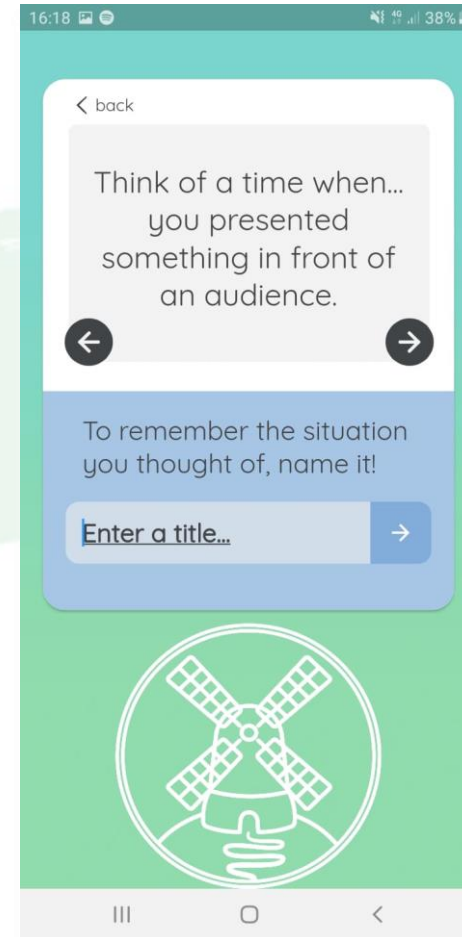 16:18 38%
back
Think of a time when...
you presented
something in front of
an audience.
To remember the situation
you thought of, name it!
Enter a title...